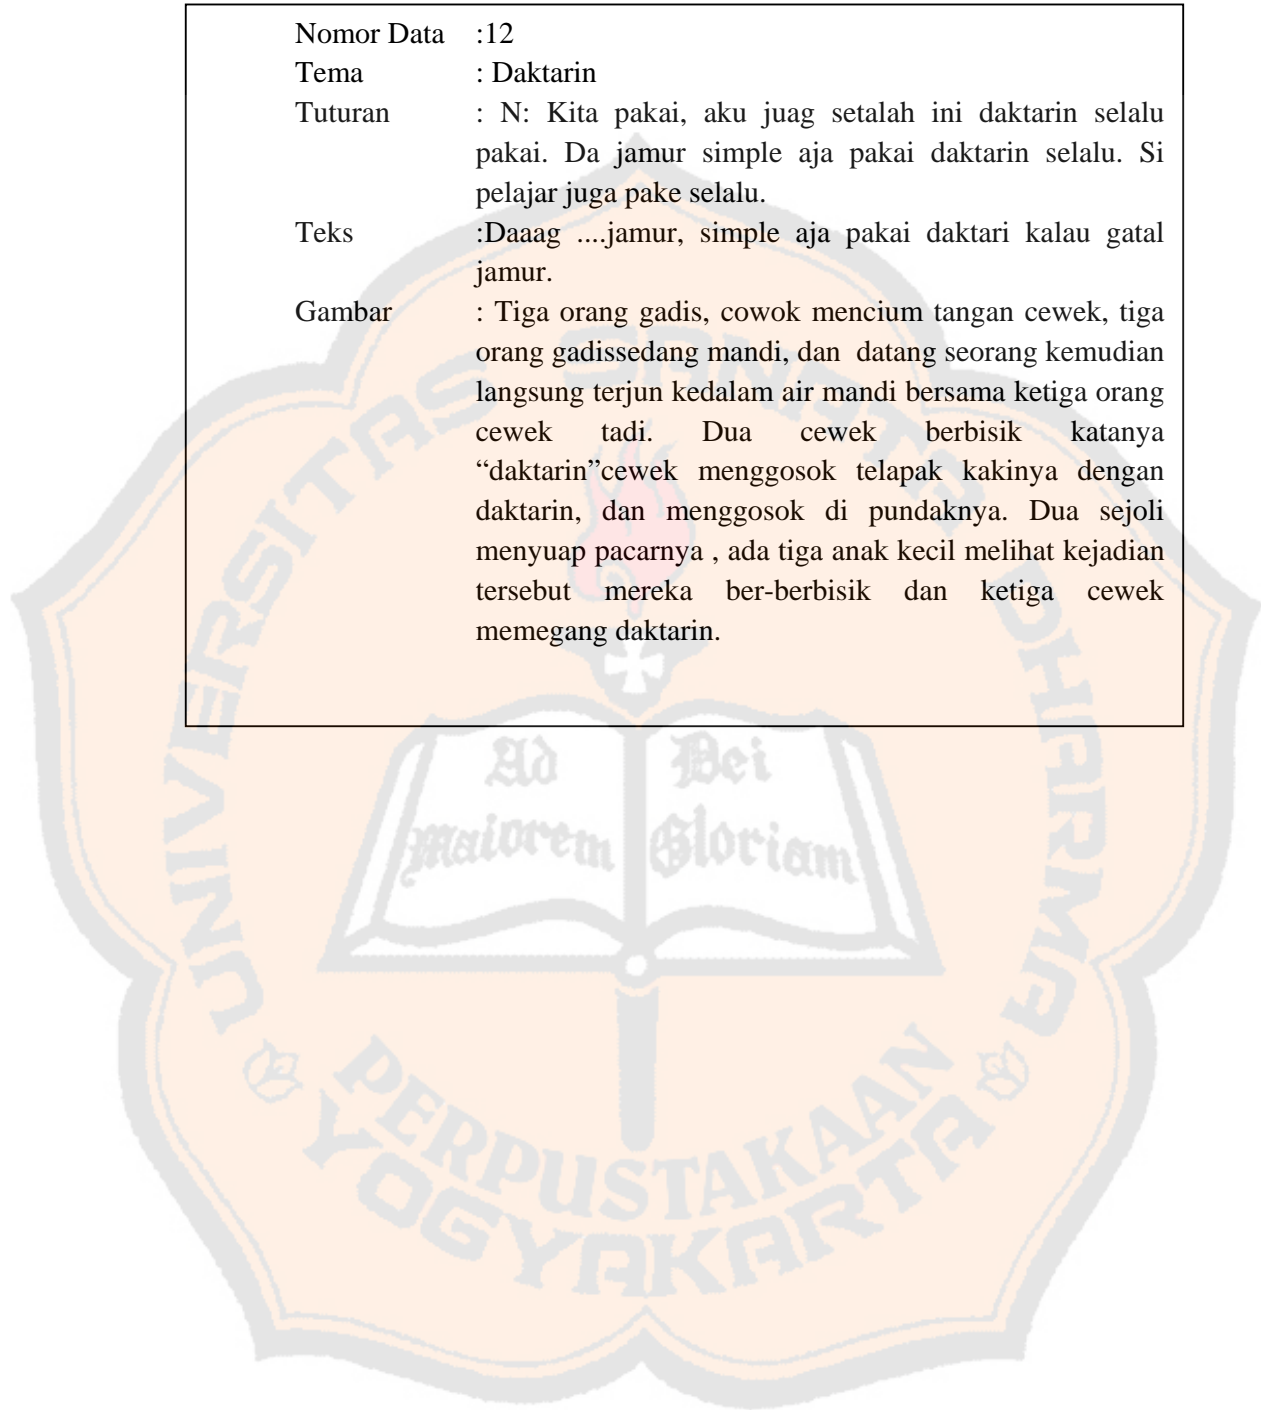 Nomor Data :12
Tema : Daktarin
Tuturan : N: Kita pakai, aku juag setalah ini daktarin selalu
pakai. Da jamur simple aja pakai daktarin selalu. Si
pelajar juga pake selalu.
Teks :Daaag ....jamur, simple aja pakai daktari kalau gatal
jamur.
Gambar : Tiga orang gadis, cowok mencium tangan cewek, tiga
orang gadissedang mandi, dan datang seorang kemudian
langsung terjun kedalam air mandi bersama ketiga orang
cewek tadi. Dua cewek berbisik katanya
“daktarin”cewek menggosok telapak kakinya dengan
daktarin, dan menggosok di pundaknya. Dua sejoli
menyuap pacarnya , ada tiga anak kecil melihat kejadian
tersebut mereka ber-berbisik dan ketiga cewek
memegang daktarin.
UNIVERSITAS SANATA DHARMA
Ad Dei
Maiorem Gloriam
PERPUSTAKAAN
YOGYAKARTA